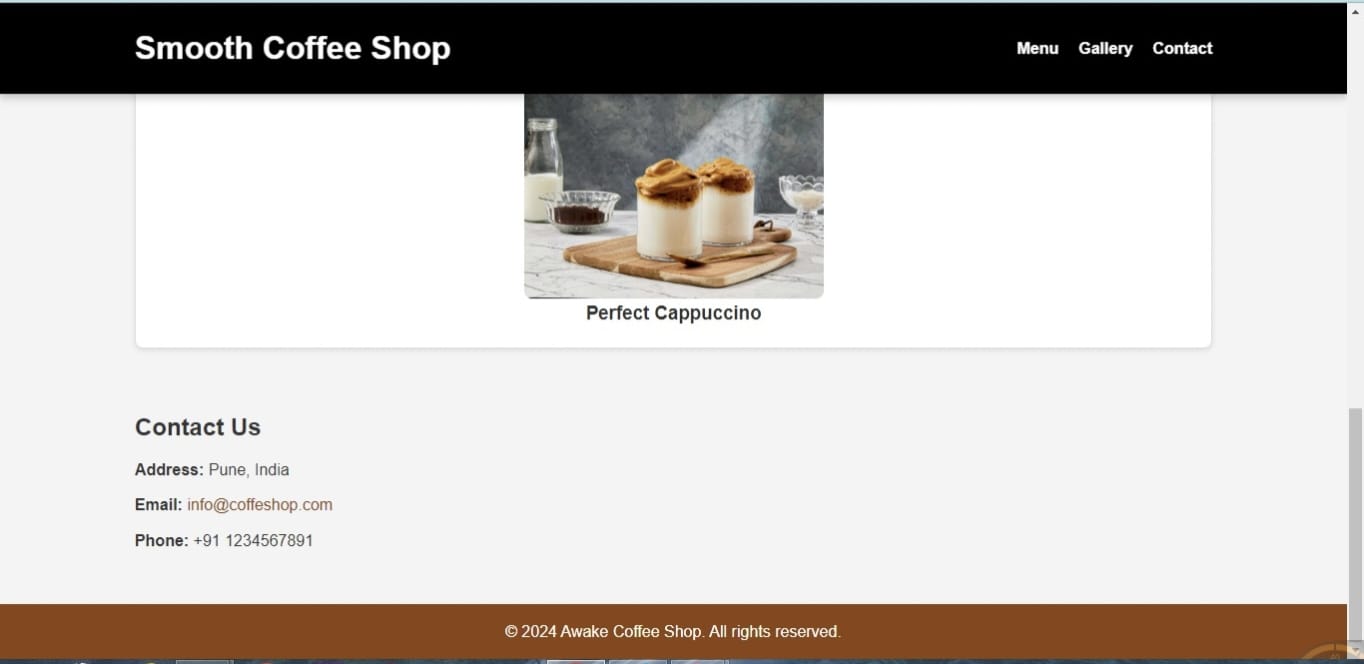 Smooth Coffee Shop
Menu Gallery Contact
Perfect Cappuccino
Contact Us
Address: Pune, India
Email: info@coffeshop.com
Phone: +91 1234567891
© 2024 Awake Coffee Shop. All rights reserved.